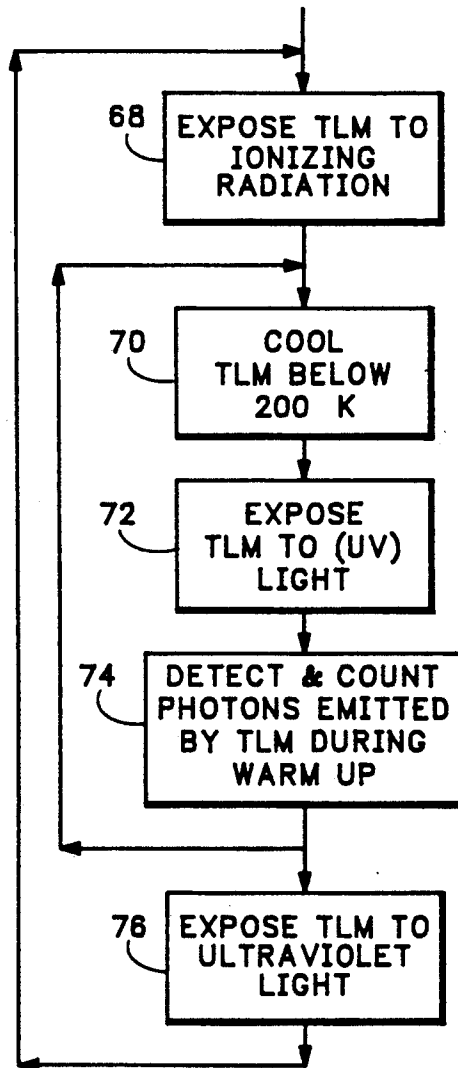 68
EXPOSE TLM TO
IONIZING
RADIATION
70
COOL
TLM BELOW
200 K
72
EXPOSE
TLM TO (UV)
LIGHT
74
DETECT & COUNT
PHOTONS EMITTED
BY TLM DURING
WARM UP
76
EXPOSE TLM TO
ULTRAVIOLET
LIGHT